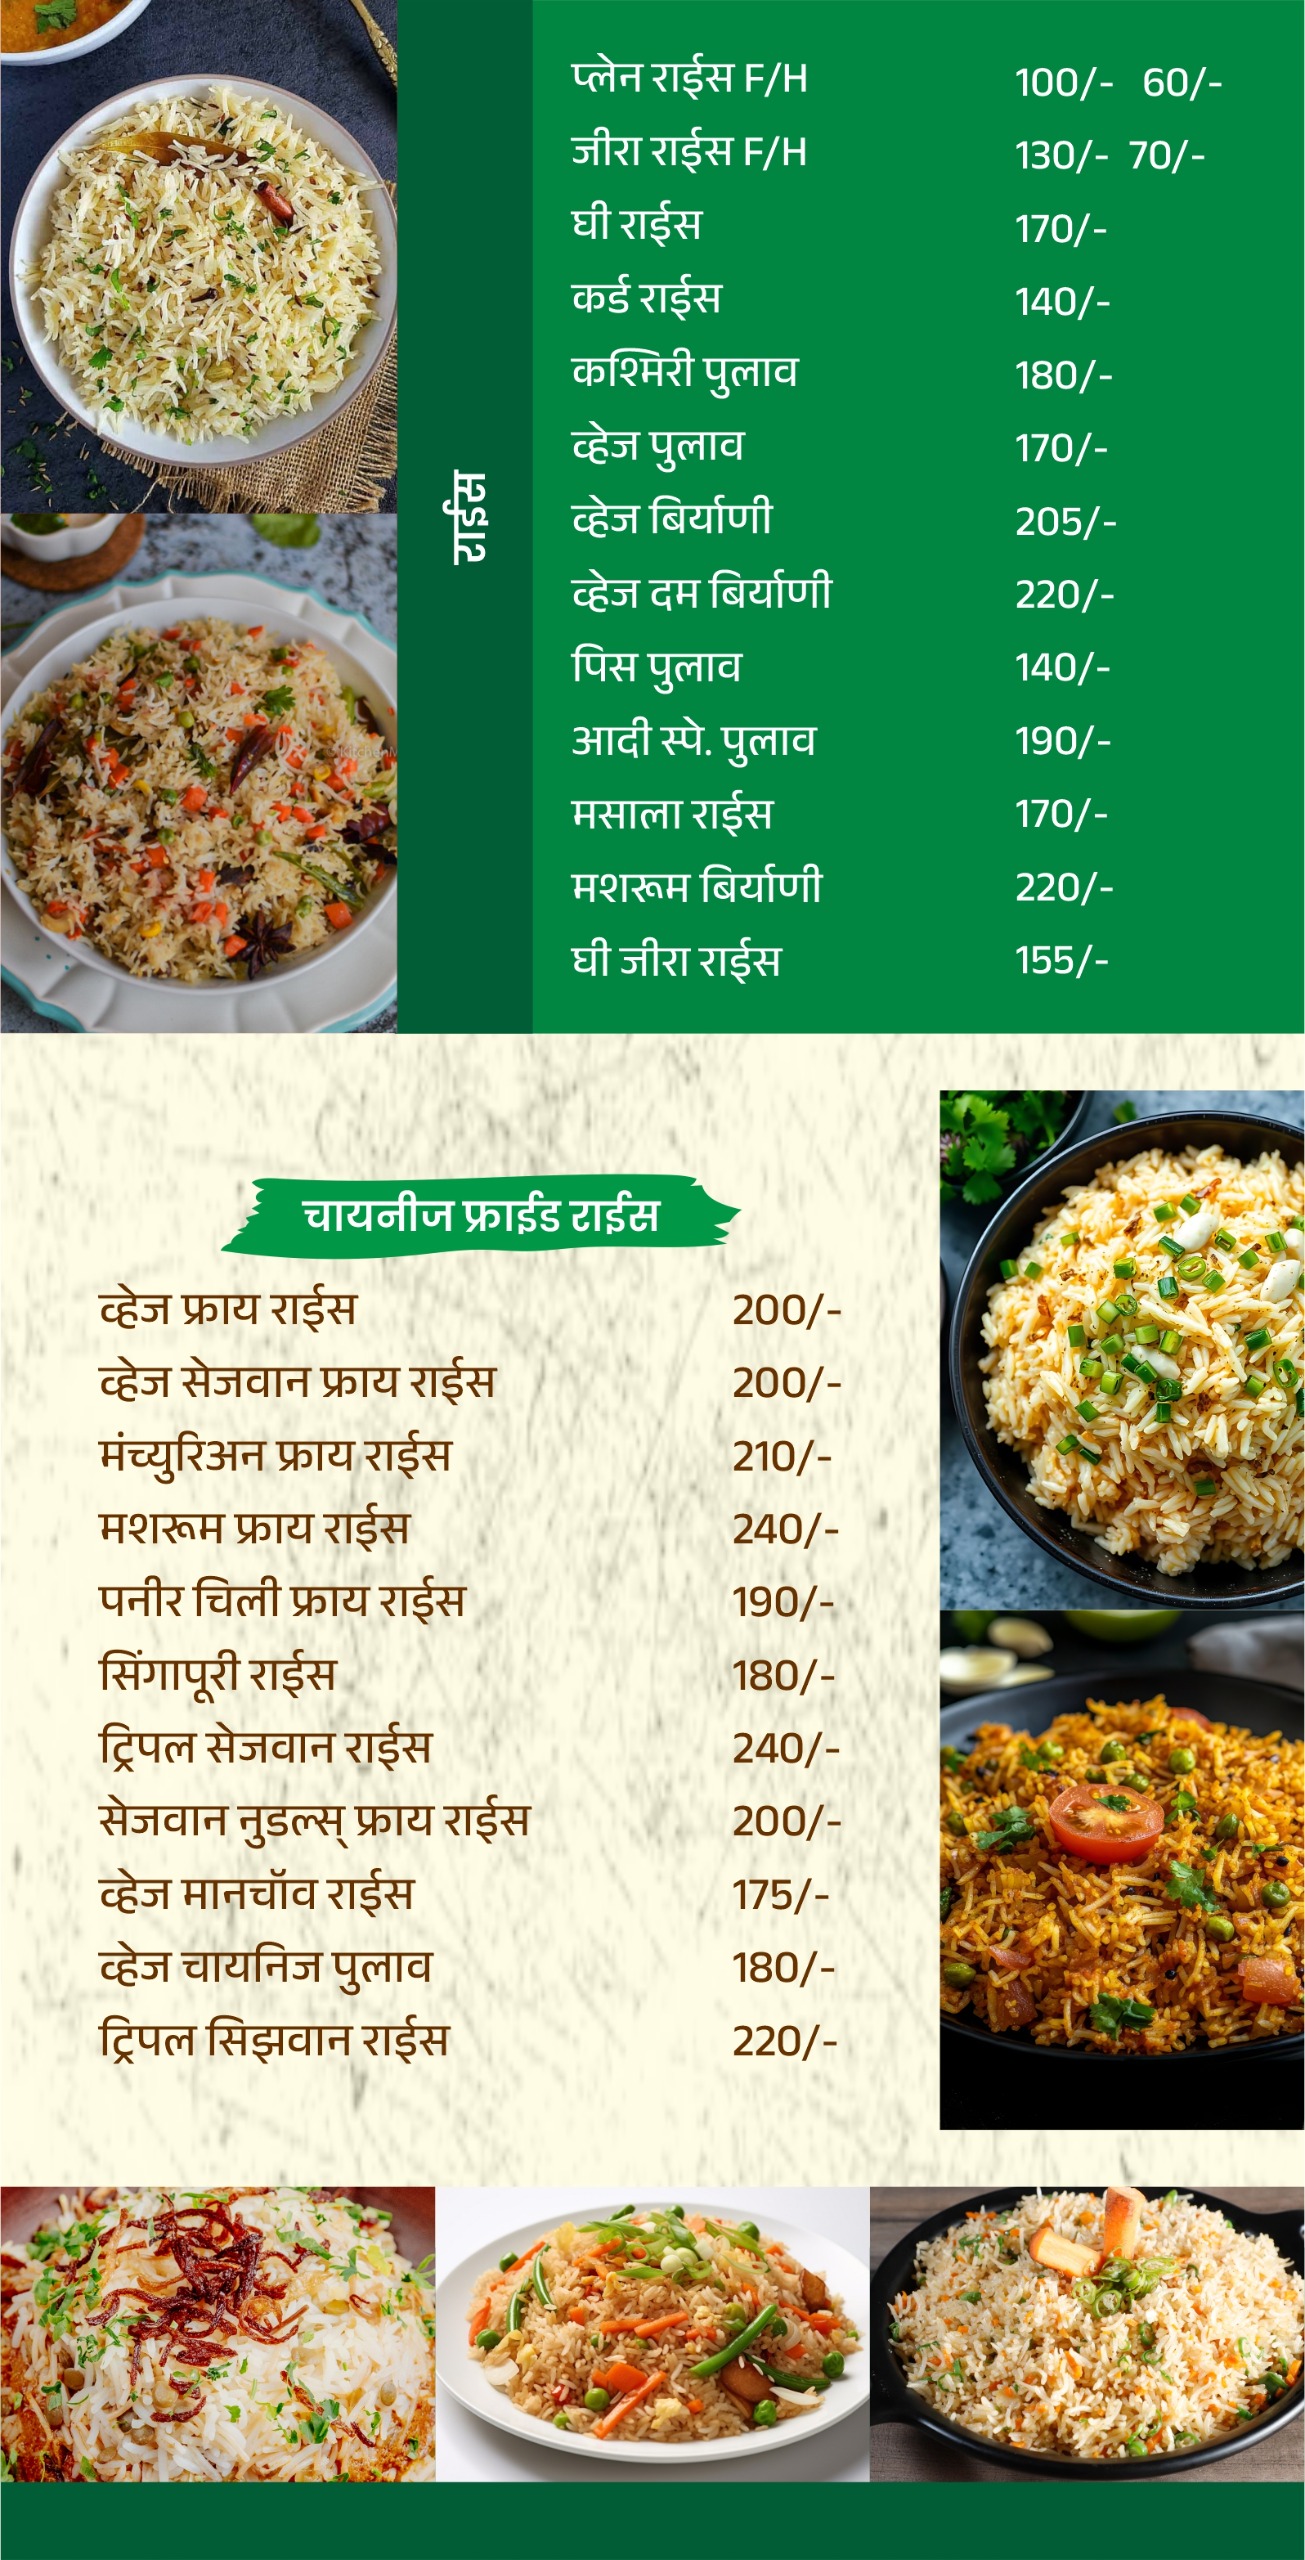 राईस
प्लेन राईस F/H 100/- 60/-
जीरा राईस F/H 130/- 70/-
घी राईस 170/-
कर्ड राईस 140/-
कश्मिरी पुलाव 180/-
व्हेज पुलाव 170/-
व्हेज बिर्याणी 205/-
व्हेज दम बिर्याणी 220/-
पिस पुलाव 140/-
आदी स्पे. पुलाव 190/-
मसाला राईस 170/-
मशरूम बिर्याणी 220/-
घी जीरा राईस 155/-
चायनीज फ्राईड राईस
व्हेज फ्राय राईस 200/-
व्हेज सेजवान फ्राय राईस 200/-
मंच्युरिअन फ्राय राईस 210/-
मशरूम फ्राय राईस 240/-
पनीर चिली फ्राय राईस 190/-
सिंगापूरी राईस 180/-
ट्रिपल सेजवान राईस 240/-
सेजवान नुडल्स् फ्राय राईस 200/-
व्हेज मानचॉव राईस 175/-
व्हेज चायनिज पुलाव 180/-
ट्रिपल सिझवान राईस 220/-